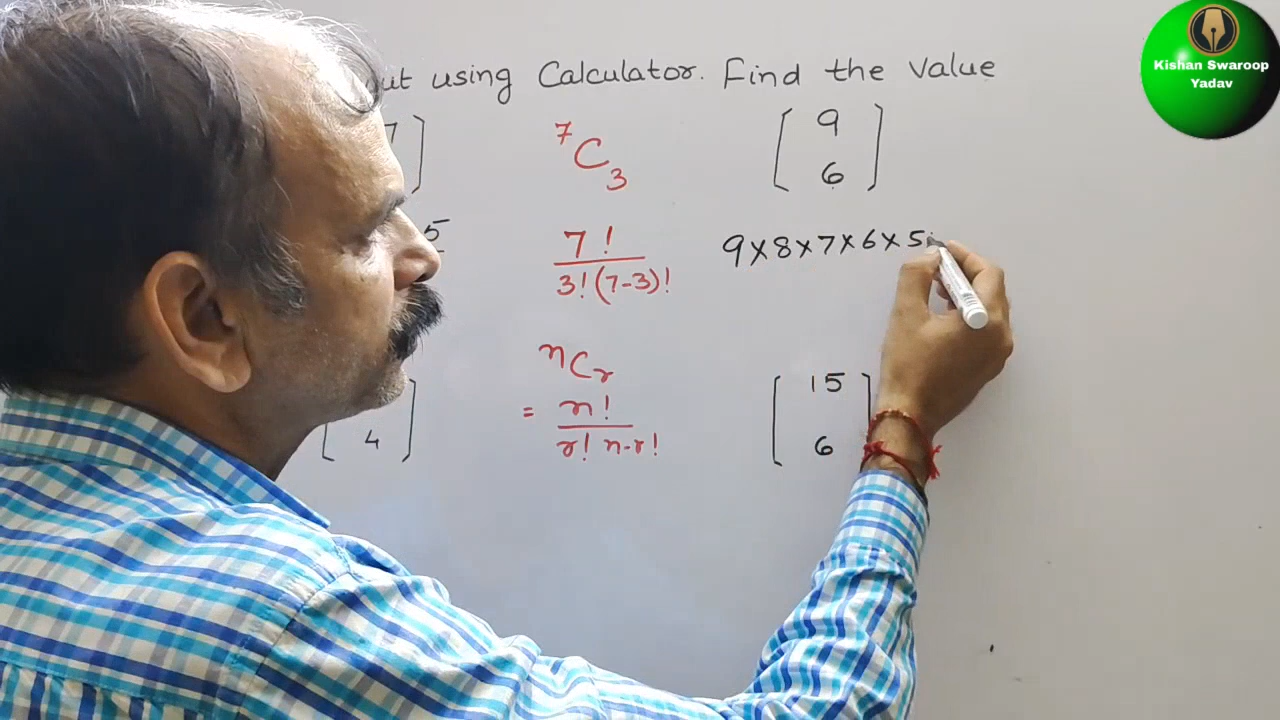 using Calculator. Find the Value
7
⁷C₃
9
6
5
7!
3!(7-3)!
9×8×7×6×5
ⁿCᵣ
= n!
r! n-r!
4
15
6
Kishan Swaroop
Yadav